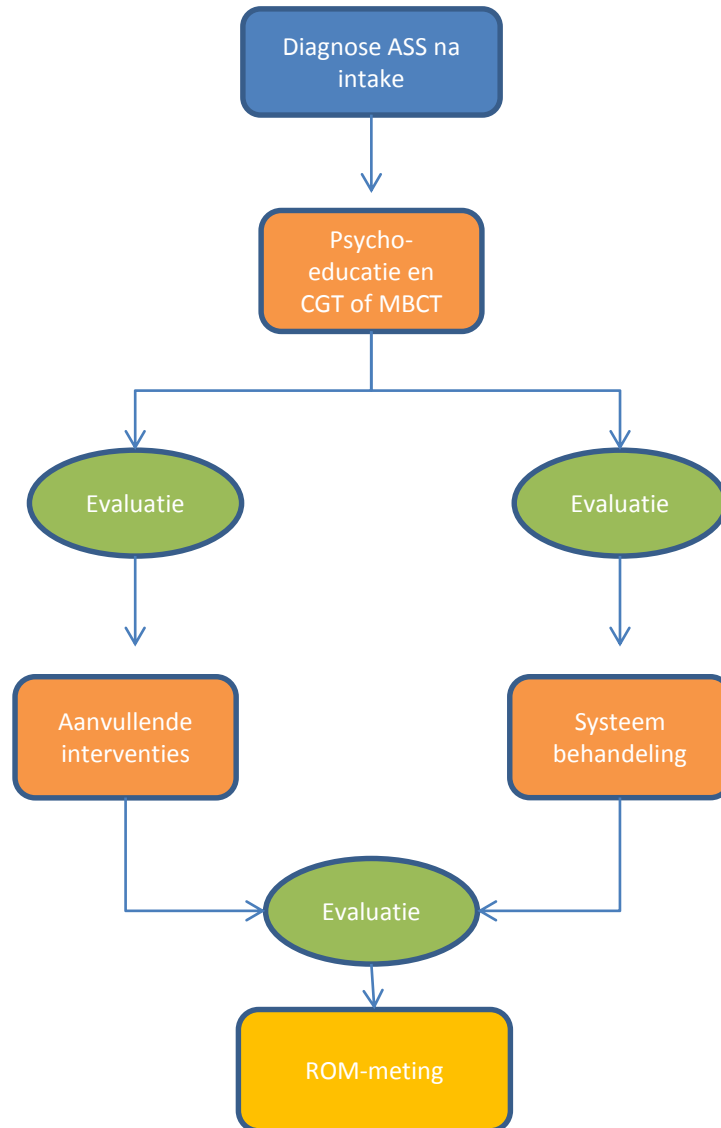 Diagnose ASS na
intake
Psycho-
educatie en
CGT of MBCT
Evaluatie
Evaluatie
Aanvullende
interventies
Systeem
behandeling
Evaluatie
ROM-meting